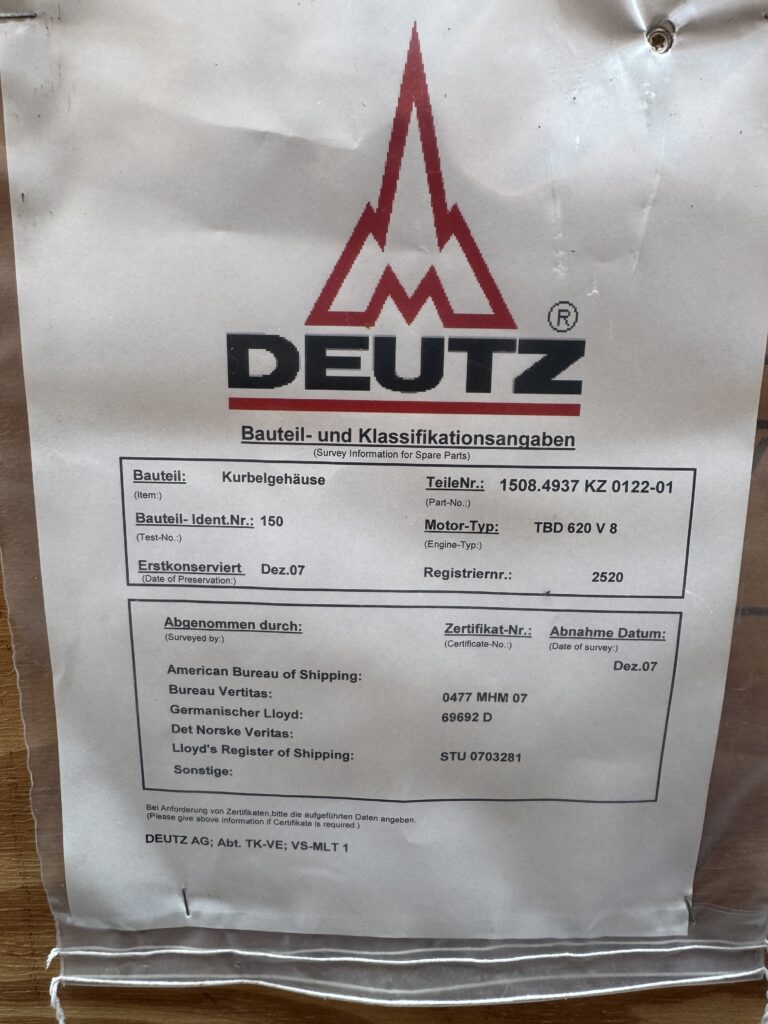 DEUTZ ®
Bauteil- und Klassifikationsangaben
(Survey Information for Spare Parts)
Bauteil: Kurbelgehäuse TeileNr.: 1508.4937 KZ 0122-01
(Item:) (Part-No.:)
Bauteil- Ident.Nr.: 150 Motor-Typ: TBD 620 V 8
(Test-No.:) (Engine-Typ:)
Erstkonserviert Dez.07 Registriernr.: 2520
(Date of Preservation:)
Abgenommen durch: Zertifikat-Nr.: Abnahme Datum:
(Surveyed by:) (Certificate-No.:) (Date of survey:)
Dez.07
American Bureau of Shipping:
Bureau Vertitas: 0477 MHM 07
Germanischer Lloyd: 69692 D
Det Norske Veritas:
Lloyd's Register of Shipping: STU 0703281
Sonstige:
Bei Anforderung von Zertifikaten,bitte die aufgeführten Daten angeben.
(Please give above information if Certifikate is required.)
DEUTZ AG; Abt. TK-VE; VS-MLT 1